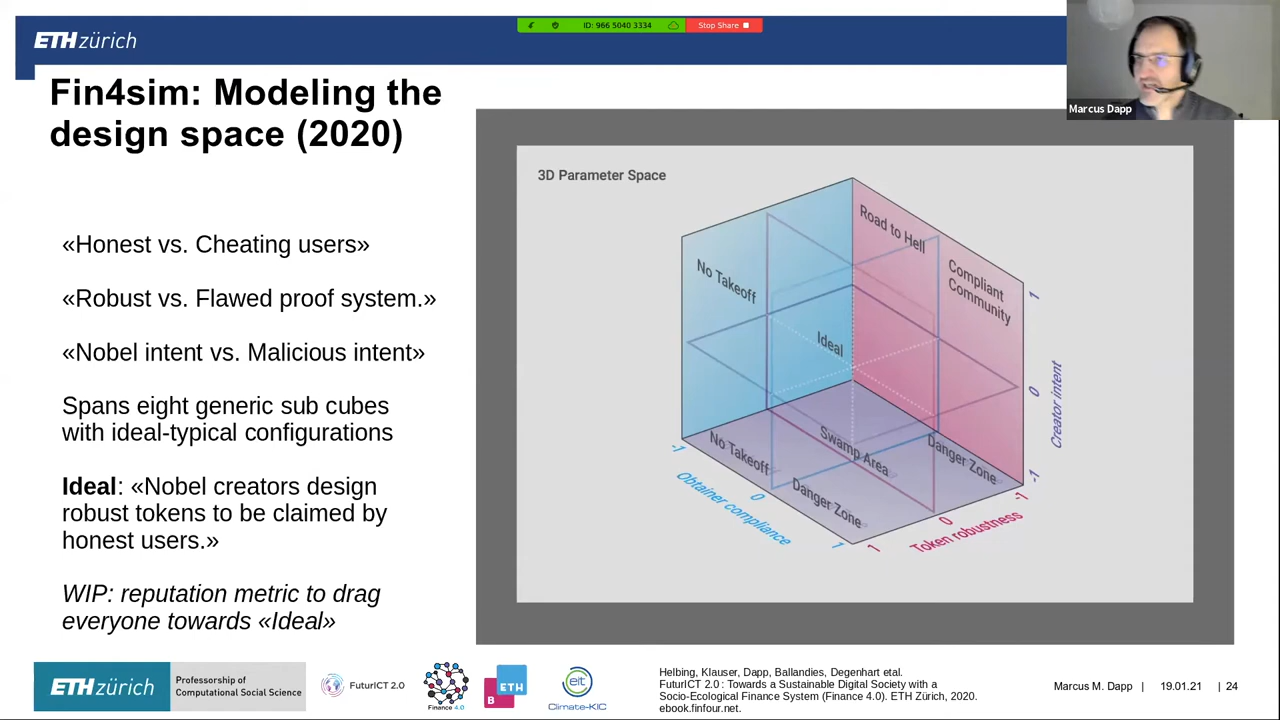 ID: 966 5040 3334
Stop Share
ETH zürich
Marcus Dapp
Fin4sim: Modeling the
design space (2020)
«Honest vs. Cheating users»
«Robust vs. Flawed proof system.»
«Nobel intent vs. Malicious intent»
Spans eight generic sub cubes
with ideal-typical configurations
Ideal: «Nobel creators design
robust tokens to be claimed by
honest users.»
WIP: reputation metric to drag
everyone towards «Ideal»
3D Parameter Space
Road to Hell
No Takeoff
Compliant
Community
Ideal
1
0
-1
Creator intent
No Takeoff
Swamp Area
Danger Zone
Danger Zone
-1
0
1
Obtainer compliance
1
0
-1
Token robustness
ETH zürich
Professorship of
Computational Social Science
FuturICT 2.0
Finance 4.0
B
ETH
eit
Climate-KIC
Helbing, Klauser, Dapp, Ballandies, Degenhart etal.
FuturICT 2.0 : Towards a Sustainable Digital Society with a
Socio-Ecological Finance System (Finance 4.0). ETH Zürich, 2020.
ebook.finfour.net.
Marcus M. Dapp | 19.01.21 | 24